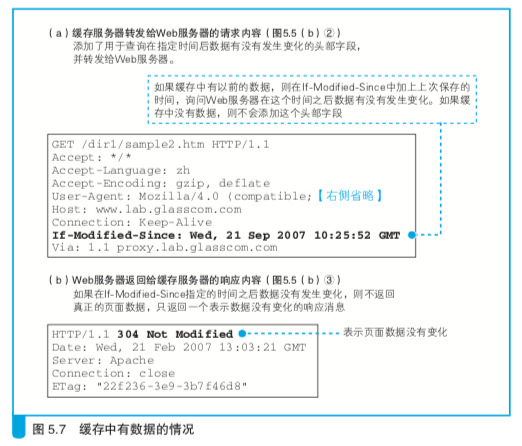 (a)缓存服务器转发给Web服务器的请求内容(图5.5(b)②)
添加了用于查询在指定时间后数据有没有发生变化的头部字段,
并转发给Web服务器。
如果缓存中有以前的数据,则在If-Modified-Since中加上上次保存的
时间,询问Web服务器在这个时间之后数据有没有发生变化。如果缓
存中没有数据,则不会添加这个头部字段
GET /dir1/sample2.htm HTTP/1.1
Accept: */*
Accept-Language: zh
Accept-Encoding: gzip, deflate
User-Agent: Mozilla/4.0 (compatible;【右侧省略】
Host: www.lab.glasscom.com
Connection: Keep-Alive
If-Modified-Since: Wed, 21 Sep 2007 10:25:52 GMT
Via: 1.1 proxy.lab.glasscom.com
(b)Web服务器返回给缓存服务器的响应内容(图5.5(b)③)
如果在If-Modified-Since指定的时间之后数据没有发生变化,则不返回
真正的页面数据,只返回一个表示数据没有变化的响应消息
HTTP/1.1 304 Not Modified
表示页面数据没有变化
Date: Wed, 21 Feb 2007 13:03:21 GMT
Server: Apache
Connection: close
ETag: "22f236-3e9-3b7f46d8"
图 5.7 缓存中有数据的情况